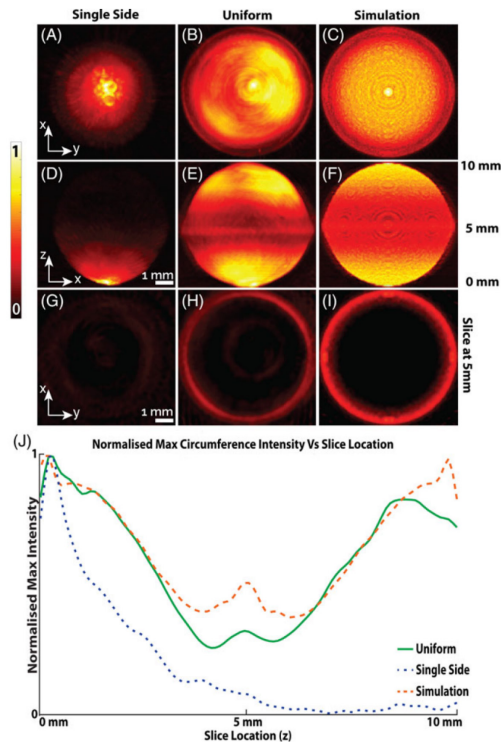 Single Side Uniform Simulation
(A) (B) (C)
x
y
1
(D) (E) (F) 10 mm
z
x
1 mm
5 mm
0 mm
0
(G) (H) (I)
x
y
1 mm
Slice at 5mm
(J)
Normalised Max Circumference Intensity Vs Slice Location
1
Normalised Max Intensity
Uniform
Single Side
Simulation
0
0 mm 5 mm 10 mm
Slice Location (z)